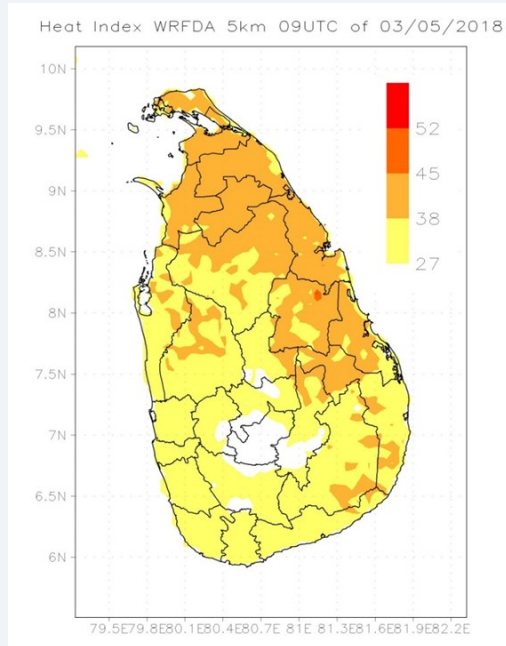 Heat Index WRFDA 5km 09UTC of 03/05/2018
10N
9.5N
52
45
9N
38
8.5N
27
8N
7.5N
7N
6.5N
6N
79.5E79.8E80.1E80.4E80.7E 81E 81.3E81.6E81.9E82.2E